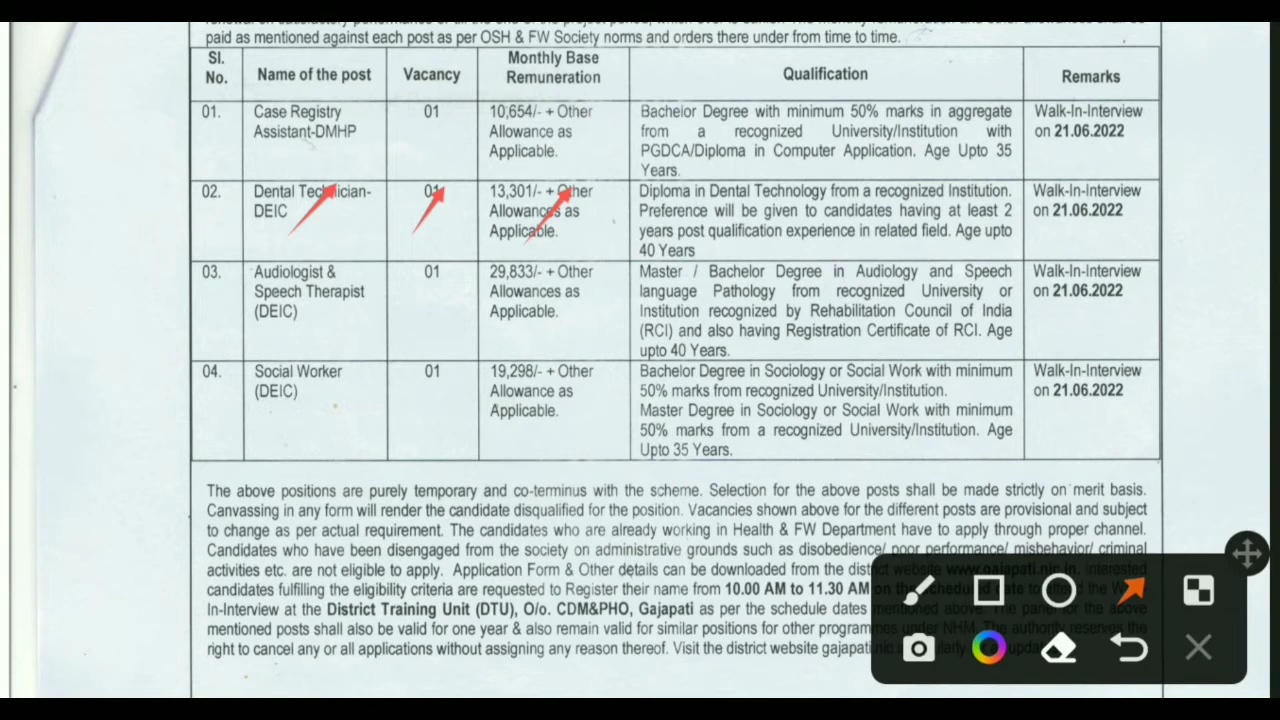 paid as mentioned against each post as per OSH & FW Society norms and orders there under from time to time.
Sl. No.
Name of the post
Vacancy
Monthly Base Remuneration
Qualification
Remarks
01.
Case Registry
Assistant-DMHP
01
10,654/- + Other
Allowance as
Applicable.
Bachelor Degree with minimum 50% marks in aggregate
from a recognized University/Institution with
PGDCA/Diploma in Computer Application. Age Upto 35
Years.
Walk-In-Interview
on 21.06.2022
02.
Dental Technician-
DEIC
01
13,301/- + Other
Allowances as
Applicable.
Diploma in Dental Technology from a recognized Institution.
Preference will be given to candidates having at least 2
years post qualification experience in related field. Age upto
40 Years
Walk-In-Interview
on 21.06.2022
03.
Audiologist &
Speech Therapist
(DEIC)
01
29,833/- + Other
Allowances as
Applicable.
Master / Bachelor Degree in Audiology and Speech
language Pathology from recognized University or
Institution recognized by Rehabilitation Council of India
(RCI) and also having Registration Certificate of RCI. Age
upto 40 Years.
Walk-In-Interview
on 21.06.2022
04.
Social Worker
(DEIC)
01
19,298/- + Other
Allowance as
Applicable.
Bachelor Degree in Sociology or Social Work with minimum
50% marks from recognized University/Institution.
Master Degree in Sociology or Social Work with minimum
50% marks from a recognized University/Institution. Age
Upto 35 Years.
Walk-In-Interview
on 21.06.2022
The above positions are purely temporary and co-terminus with the scheme. Selection for the above posts shall be made strictly on merit basis.
Canvassing in any form will render the candidate disqualified for the position. Vacancies shown above for the different posts are provisional and subject
to change as per actual requirement. The candidates who are already working in Health & FW Department have to apply through proper channel.
Candidates who have been disengaged from the society on administrative grounds such as disobedience/ poor performance/ misbehavior/ criminal
activities etc. are not eligible to apply. Application Form & Other details can be downloaded from the district website www.gajapati.nic.in. Interested
candidates fulfilling the eligibility criteria are requested to Register their name from 10.00 AM to 11.30 AM on the scheduled date to attend the
In-Interview at the District Training Unit (DTU), O/o. CDM&PHO, Gajapati as per the schedule dates mentioned above. The panel for the above
mentioned posts shall also be valid for one year & also remain valid for similar positions for other programmes under NHM. The authority reserves the
right to cancel any or all applications without assigning any reason thereof. Visit the district website gajapati